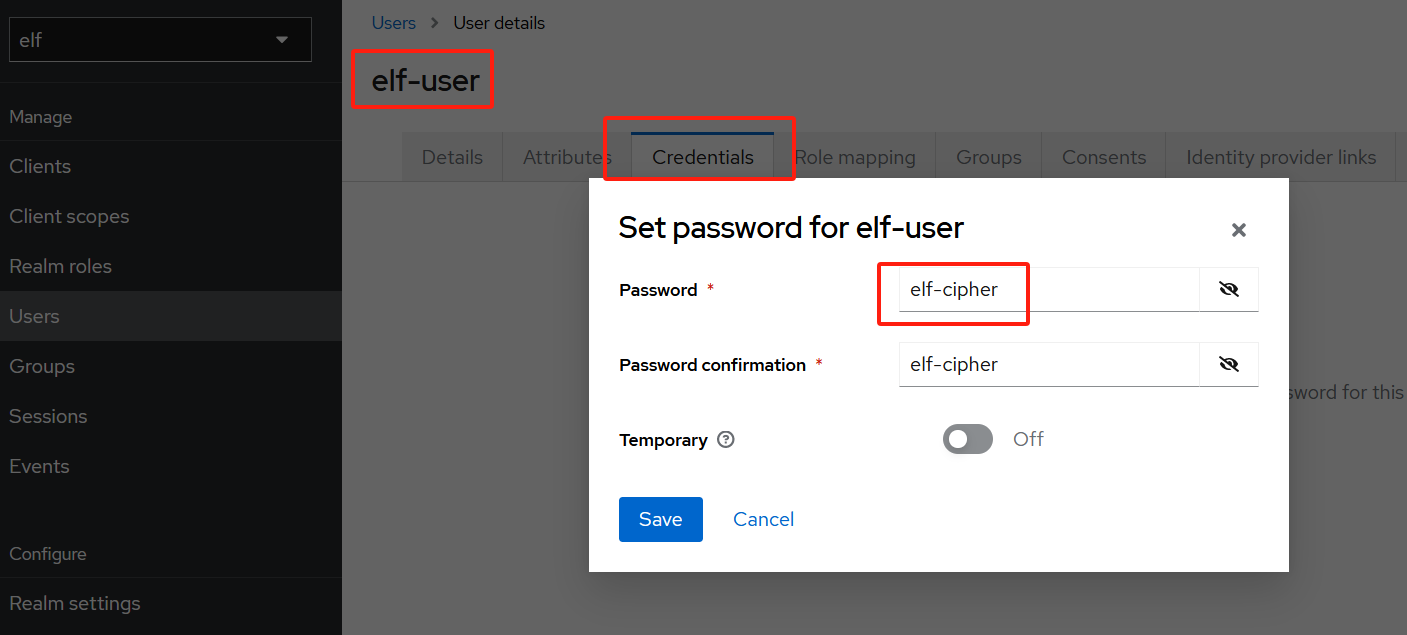 elf
Manage
Clients
Client scopes
Realm roles
Users
Groups
Sessions
Events
Configure
Realm settings
Users > User details
elf-user
Details Attributes Credentials Role mapping Groups Consents Identity provider links
Set password for elf-user
Password * elf-cipher
Password confirmation * elf-cipher
for this
Temporary Off
Save Cancel